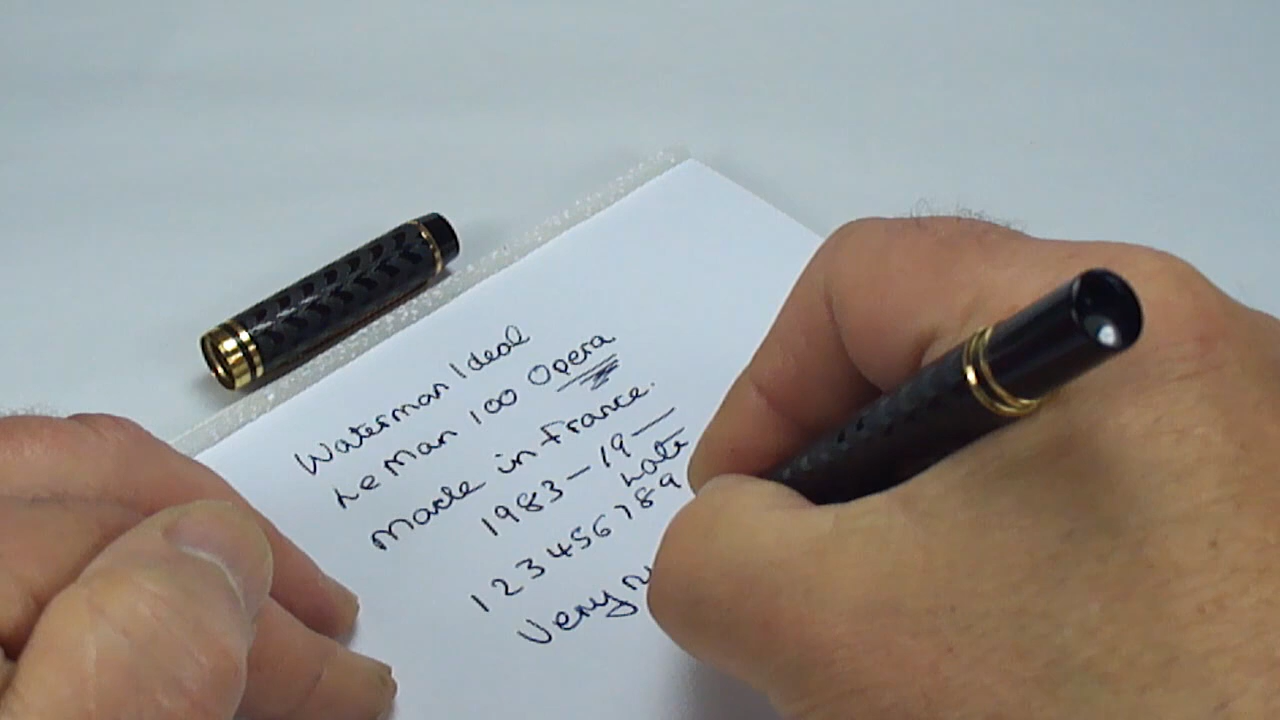 Waterman Ideal
Le Man 100 Opera
Made in France.
1983 – 19—
Late
123456789
Very